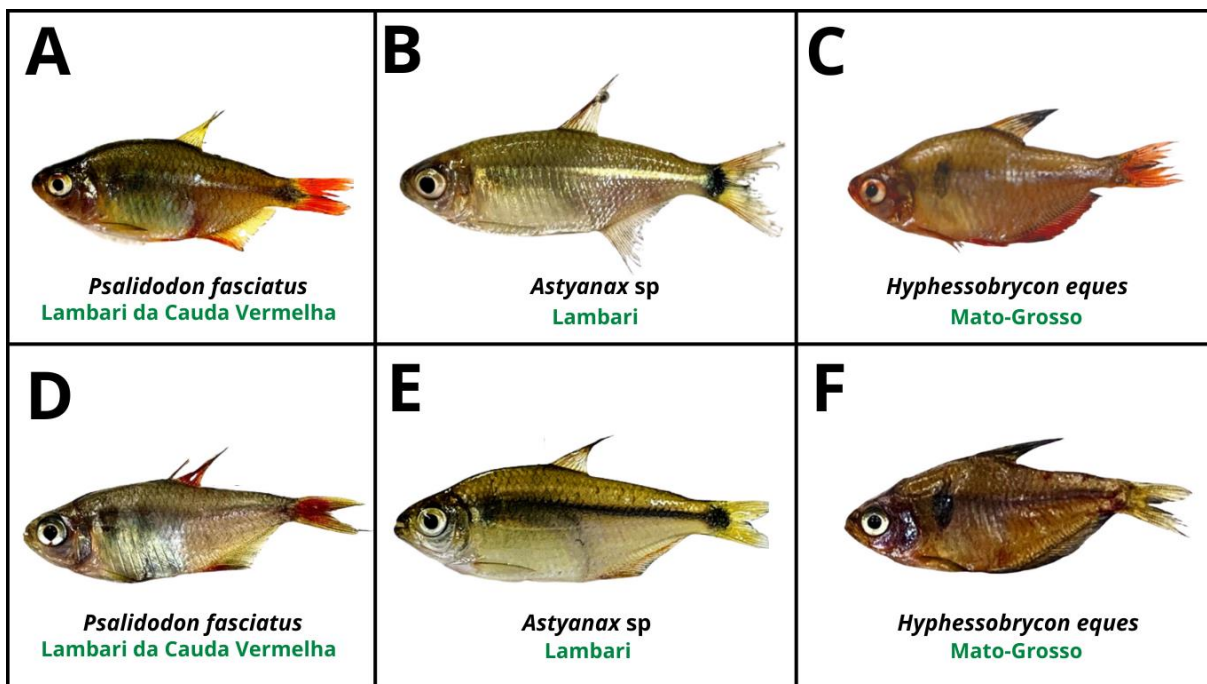 A
B
C
Psalidodon fasciatus
Lambari da Cauda Vermelha
Astyanax sp
Lambari
Hyphessobrycon eques
Mato-Grosso
D
E
F
Psalidodon fasciatus
Lambari da Cauda Vermelha
Astyanax sp
Lambari
Hyphessobrycon eques
Mato-Grosso